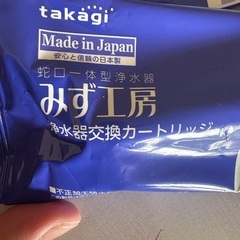 takagi
Made in Japan
安心と信頼の日本製
蛇口一体型浄水器
みず工房
浄水器交換カートリッジ